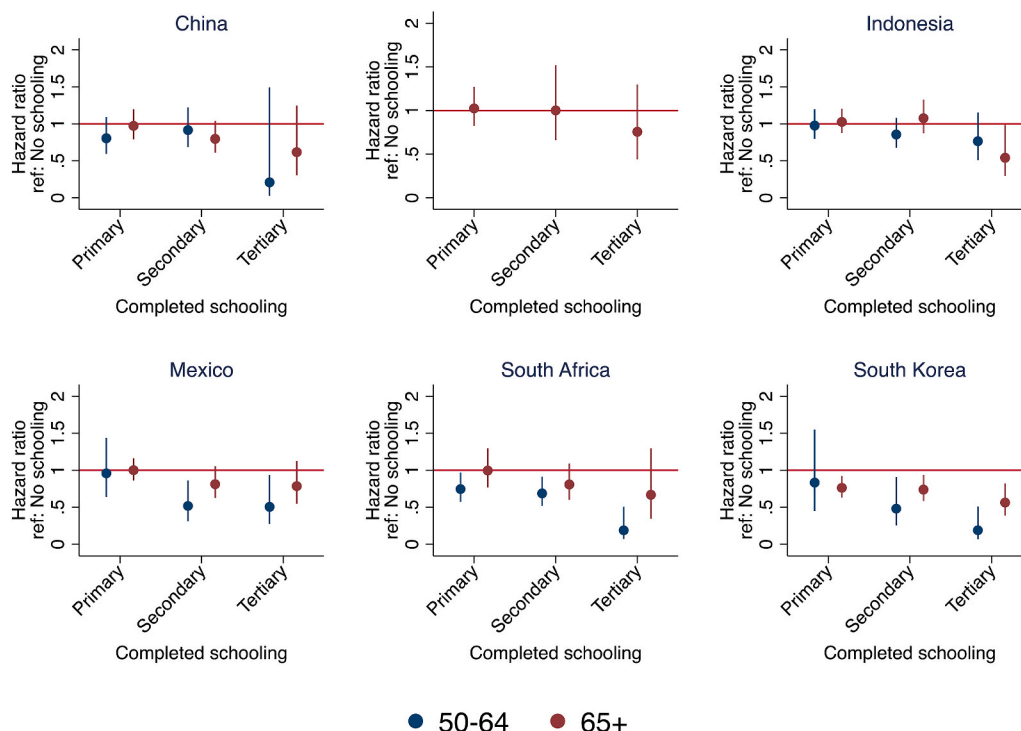 China
Indonesia
Hazard ratio
ref: No schooling
0 .5 1 1.5 2
Primary Secondary Tertiary
Completed schooling
Hazard ratio
ref: No schooling
0 .5 1 1.5 2
Primary Secondary Tertiary
Completed schooling
Hazard ratio
ref: No schooling
0 .5 1 1.5 2
Primary Secondary Tertiary
Completed schooling
Mexico
South Africa
South Korea
Hazard ratio
ref: No schooling
0 .5 1 1.5 2
Primary Secondary Tertiary
Completed schooling
Hazard ratio
ref: No schooling
0 .5 1 1.5 2
Primary Secondary Tertiary
Completed schooling
Hazard ratio
ref: No schooling
0 .5 1 1.5 2
Primary Secondary Tertiary
Completed schooling
50-64 65+